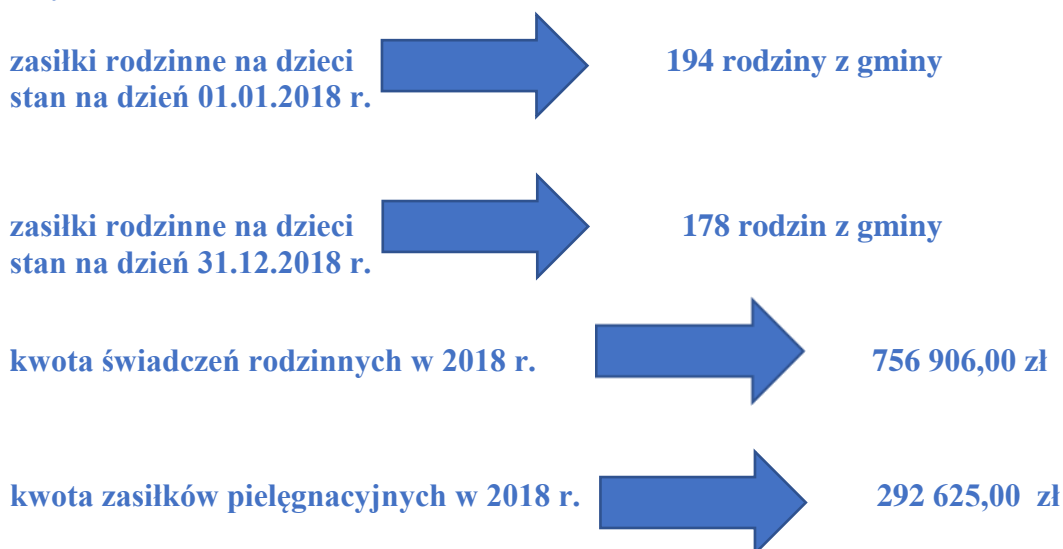 zasiłki rodzinne na dzieci 194 rodziny z gminy
stan na dzień 01.01.2018 r.
zasiłki rodzinne na dzieci 178 rodzin z gminy
stan na dzień 31.12.2018 r.
kwota świadczeń rodzinnych w 2018 r. 756 906,00 zł
kwota zasiłków pielęgnacyjnych w 2018 r. 292 625,00 zł